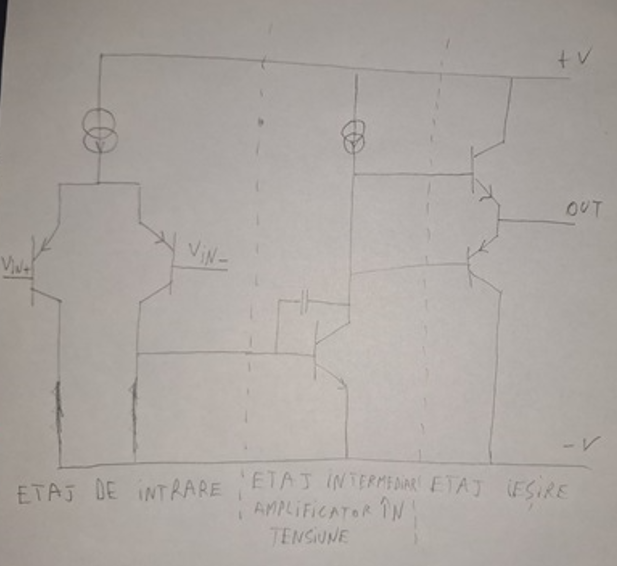 +V
OUT
VIN+
VIN-
-V
ETAJ DE INTRARE
ETAJ INTERMEDIAR
AMPLIFICATOR ÎN
TENSIUNE
ETAJ IEȘIRE